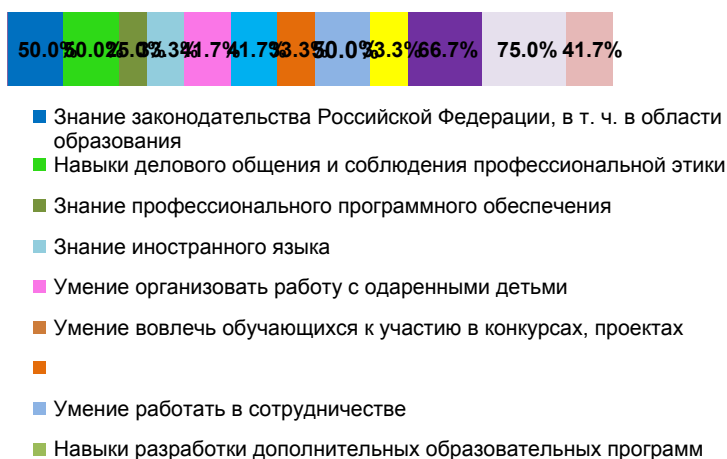 50.0% 50.0% 25.0% 33.3% 41.7% 41.7% 33.3% 50.0% 33.3% 66.7% 75.0% 41.7%
Знание законодательства Российской Федерации, в т. ч. в области
образования
Навыки делового общения и соблюдения профессиональной этики
Знание профессионального программного обеспечения
Знание иностранного языка
Умение организовать работу с одаренными детьми
Умение вовлечь обучающихся к участию в конкурсах, проектах
Умение работать в сотрудничестве
Навыки разработки дополнительных образовательных программ